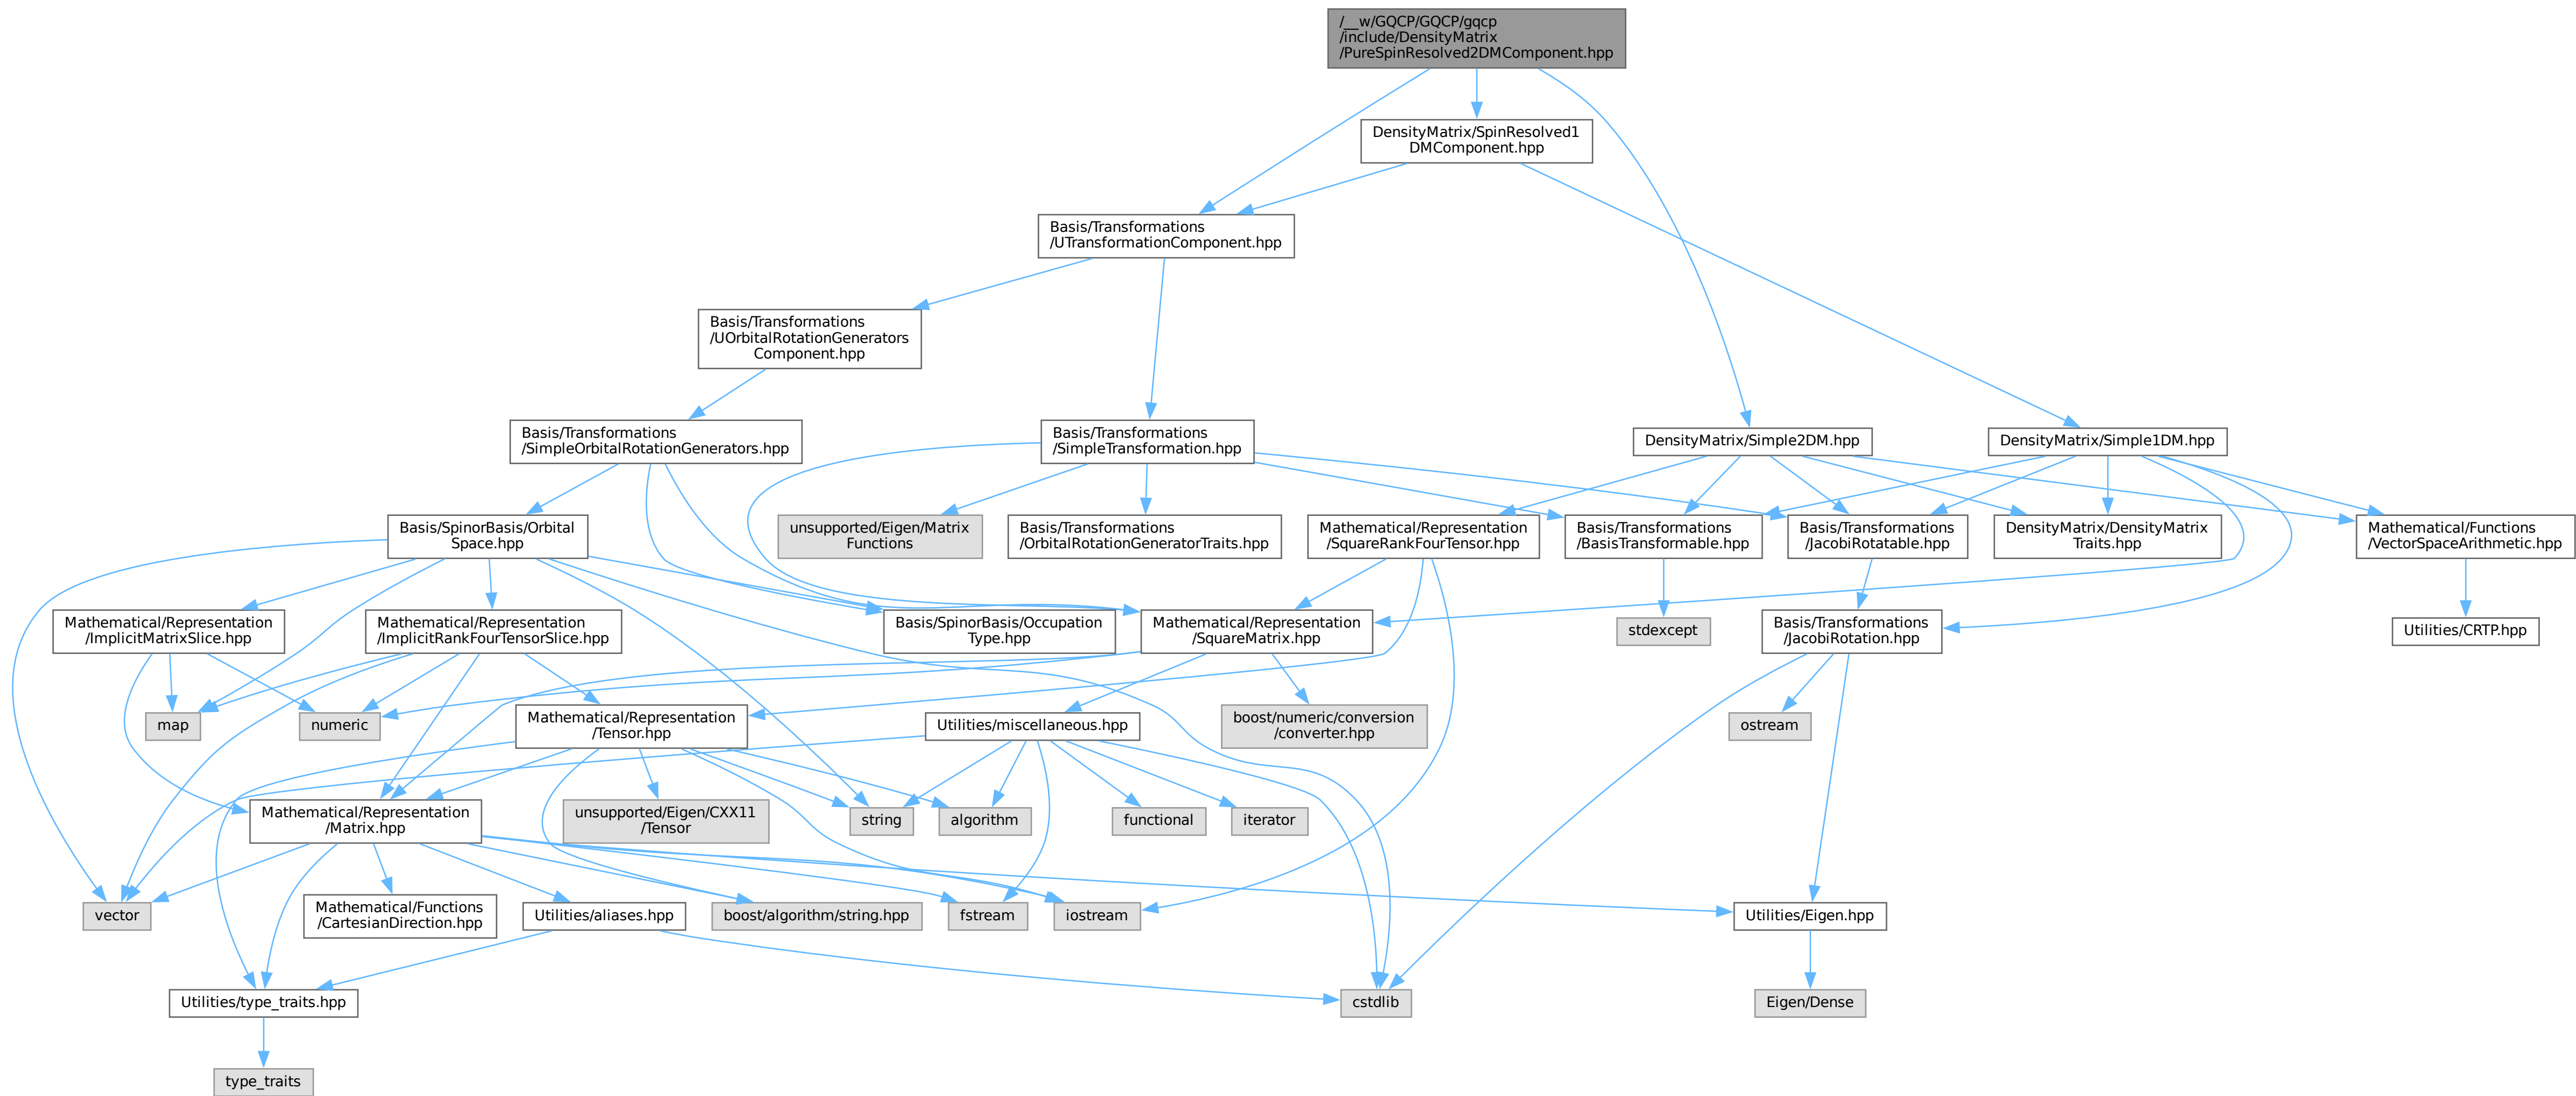 /__w/GQCP/GQCP/gqcp
/include/DensityMatrix
/PureSpinResolved2DMComponent.hpp
DensityMatrix/SpinResolved1
DMComponent.hpp
Basis/Transformations
/UTransformationComponent.hpp
Basis/Transformations
/UOrbitalRotationGenerators
Component.hpp
Basis/Transformations
/SimpleOrbitalRotationGenerators.hpp
Basis/Transformations
/SimpleTransformation.hpp
DensityMatrix/Simple2DM.hpp
DensityMatrix/Simple1DM.hpp
Basis/SpinorBasis/Orbital
Space.hpp
unsupported/Eigen/Matrix
Functions
Basis/Transformations
/OrbitalRotationGeneratorTraits.hpp
Mathematical/Representation
/SquareRankFourTensor.hpp
Basis/Transformations
/BasisTransformable.hpp
Basis/Transformations
/JacobiRotatable.hpp
DensityMatrix/DensityMatrix
Traits.hpp
Mathematical/Functions
/VectorSpaceArithmetic.hpp
Mathematical/Representation
/ImplicitMatrixSlice.hpp
Mathematical/Representation
/ImplicitRankFourTensorSlice.hpp
Basis/SpinorBasis/Occupation
Type.hpp
Mathematical/Representation
/SquareMatrix.hpp
stdexcept
Basis/Transformations
/JacobiRotation.hpp
Utilities/CRTP.hpp
map
numeric
Mathematical/Representation
/Tensor.hpp
Utilities/miscellaneous.hpp
boost/numeric/conversion
/converter.hpp
ostream
Mathematical/Representation
/Matrix.hpp
unsupported/Eigen/CXX11
/Tensor
string
algorithm
functional
iterator
vector
Mathematical/Functions
/CartesianDirection.hpp
Utilities/aliases.hpp
boost/algorithm/string.hpp
fstream
iostream
Utilities/Eigen.hpp
Utilities/type_traits.hpp
cstdlib
Eigen/Dense
type_traits